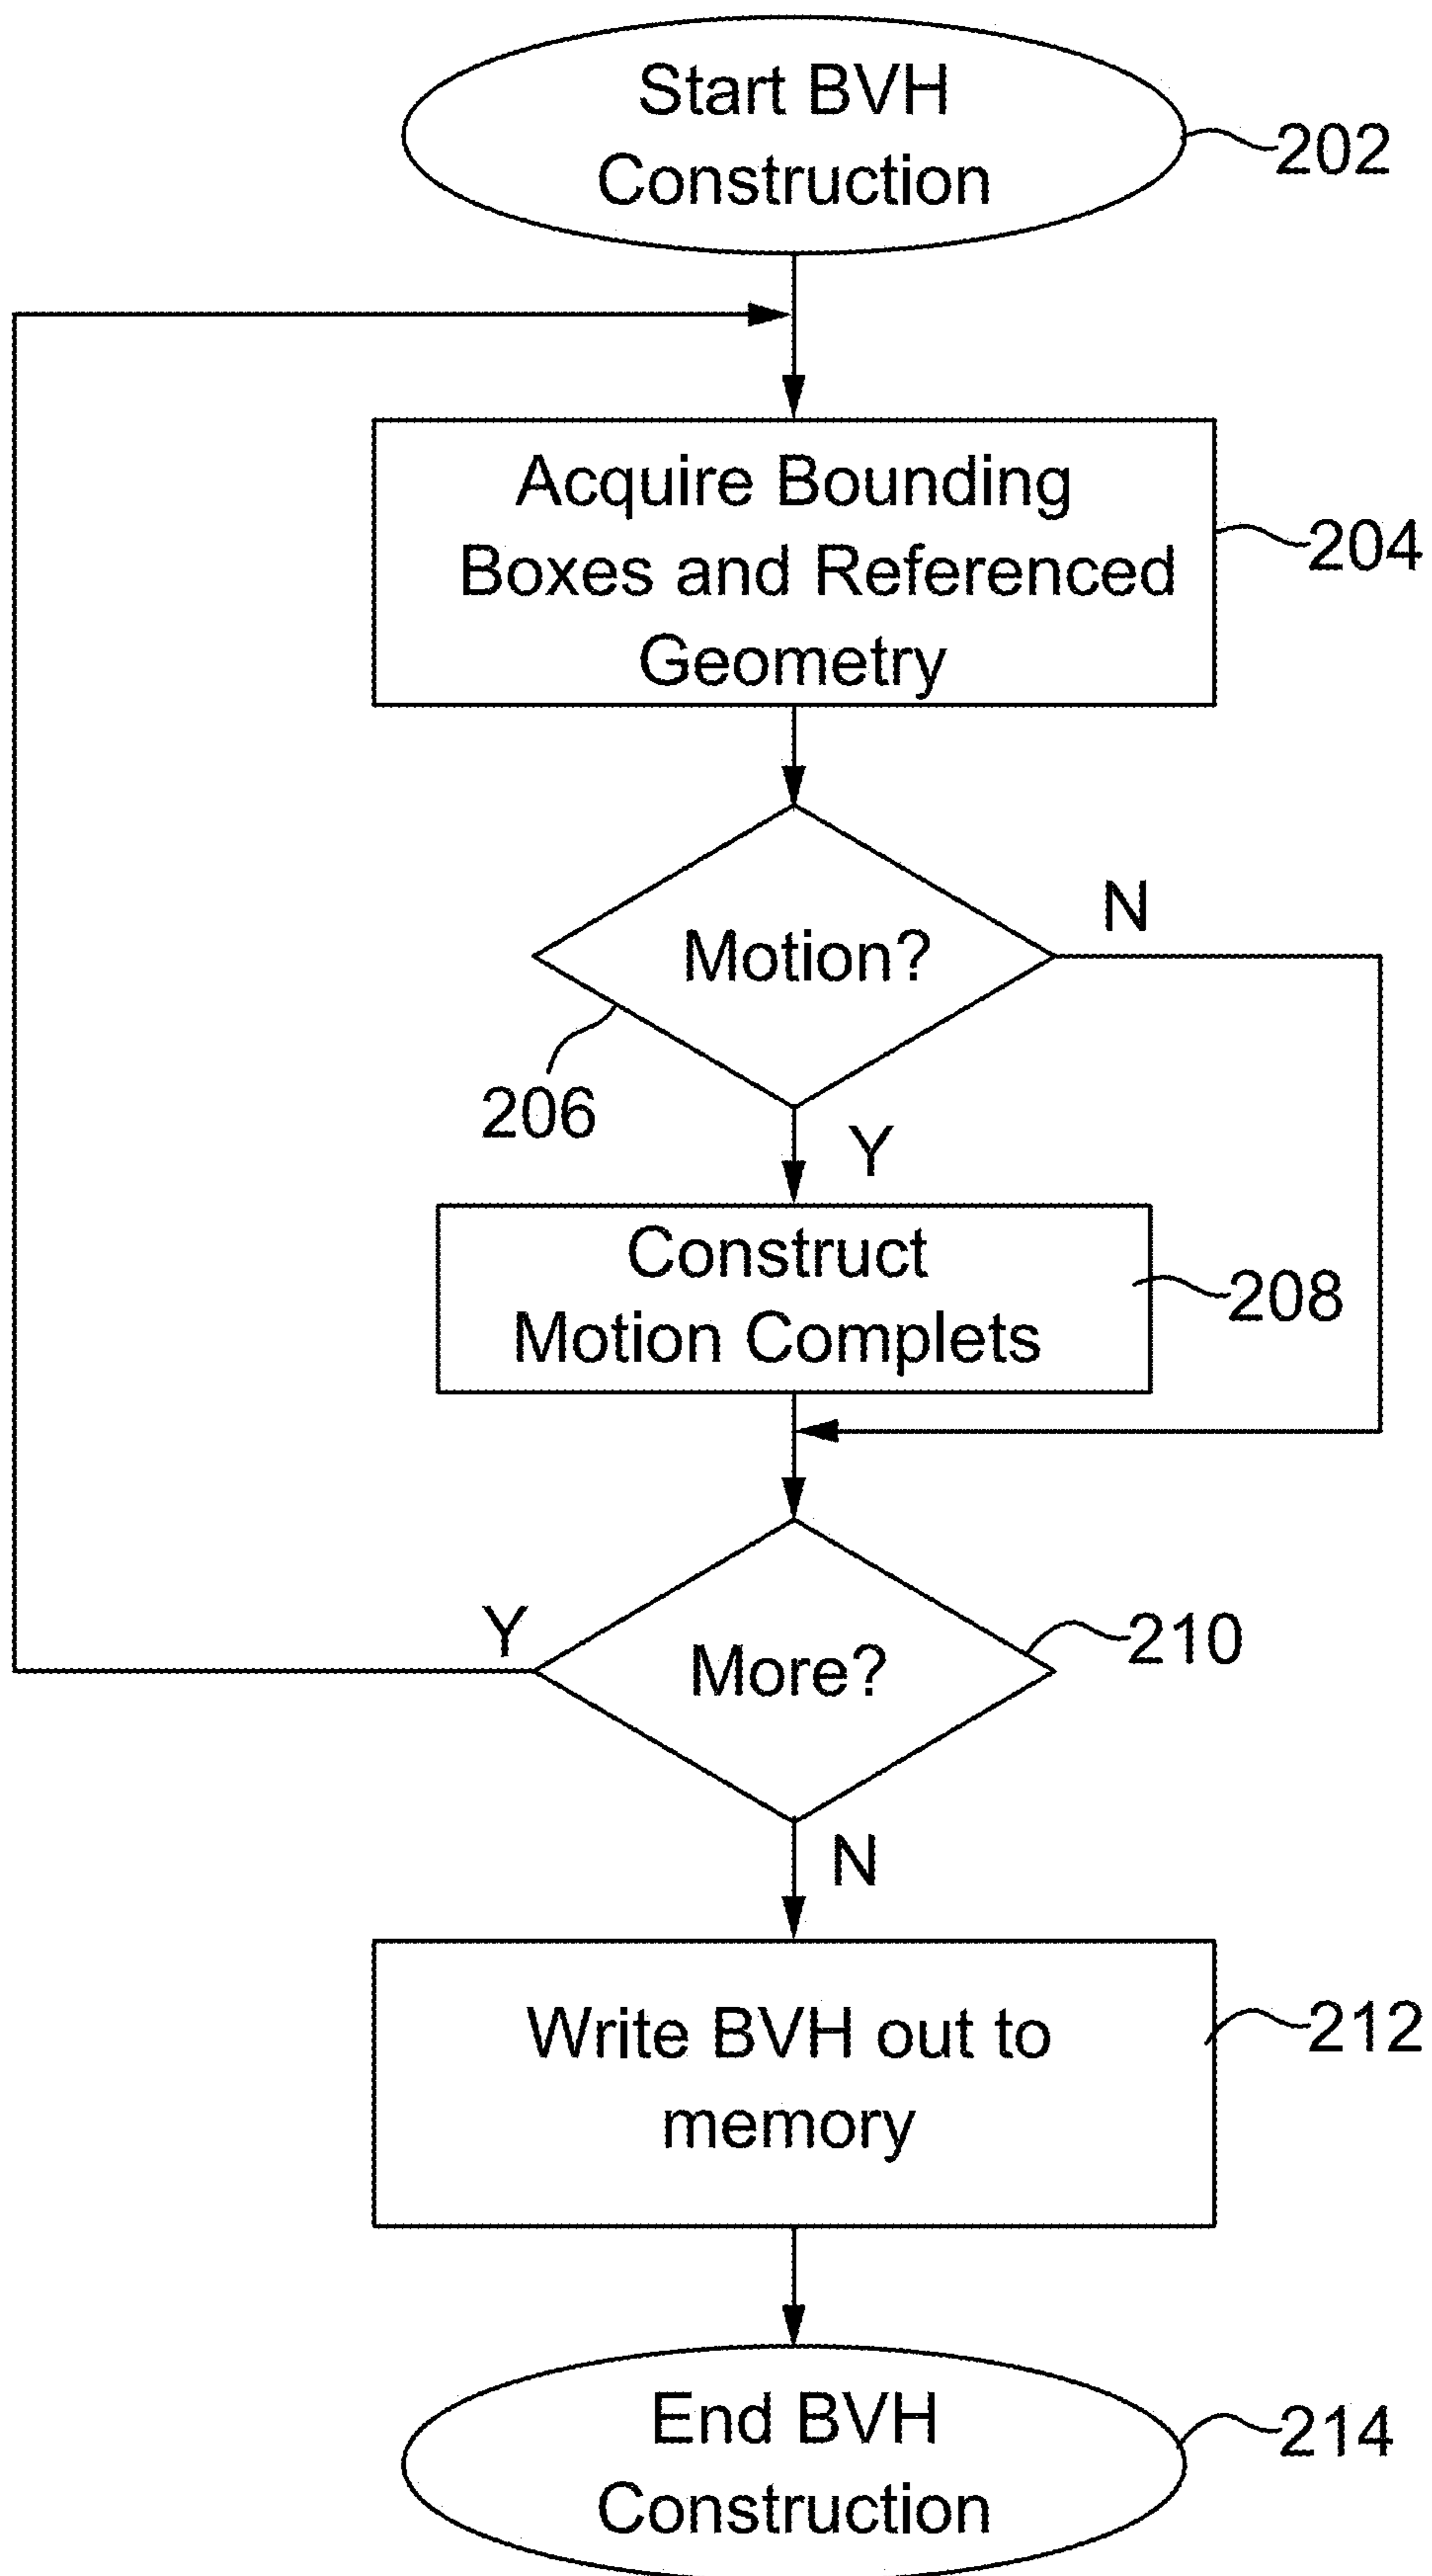 Start BVH
Construction
202
Acquire Bounding
Boxes and Referenced
Geometry
204
Motion?
N
206
Y
Construct
Motion Complets
208
More?
Y
210
N
Write BVH out to
memory
212
End BVH
Construction
214